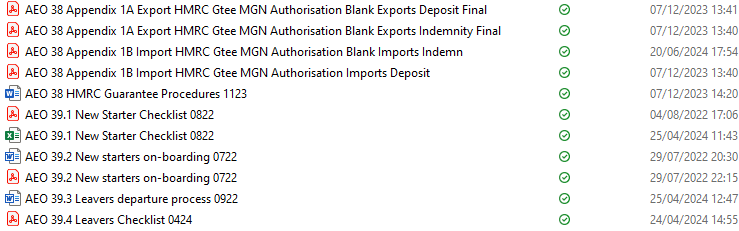 AEO 38 Appendix 1A Export HMRC Gtee MGN Authorisation Blank Exports Deposit Final 07/12/2023 13:41
AEO 38 Appendix 1A Export HMRC Gtee MGN Authorisation Blank Exports Indemnity Final 07/12/2023 13:40
AEO 38 Appendix 1B Import HMRC Gtee MGN Authorisation Blank Imports Indemn 20/06/2024 17:54
AEO 38 Appendix 1B Import HMRC Gtee MGN Authorisation Imports Deposit 07/12/2023 13:40
AEO 38 HMRC Guarantee Procedures 1123 07/12/2023 14:20
AEO 39.1 New Starter Checklist 0822 04/08/2022 17:06
AEO 39.1 New Starter Checklist 0822 25/04/2024 11:43
AEO 39.2 New starters on-boarding 0722 29/07/2022 20:30
AEO 39.2 New starters on-boarding 0722 29/07/2022 22:15
AEO 39.3 Leavers departure process 0922 25/04/2024 12:47
AEO 39.4 Leavers Checklist 0424 24/04/2024 14:55